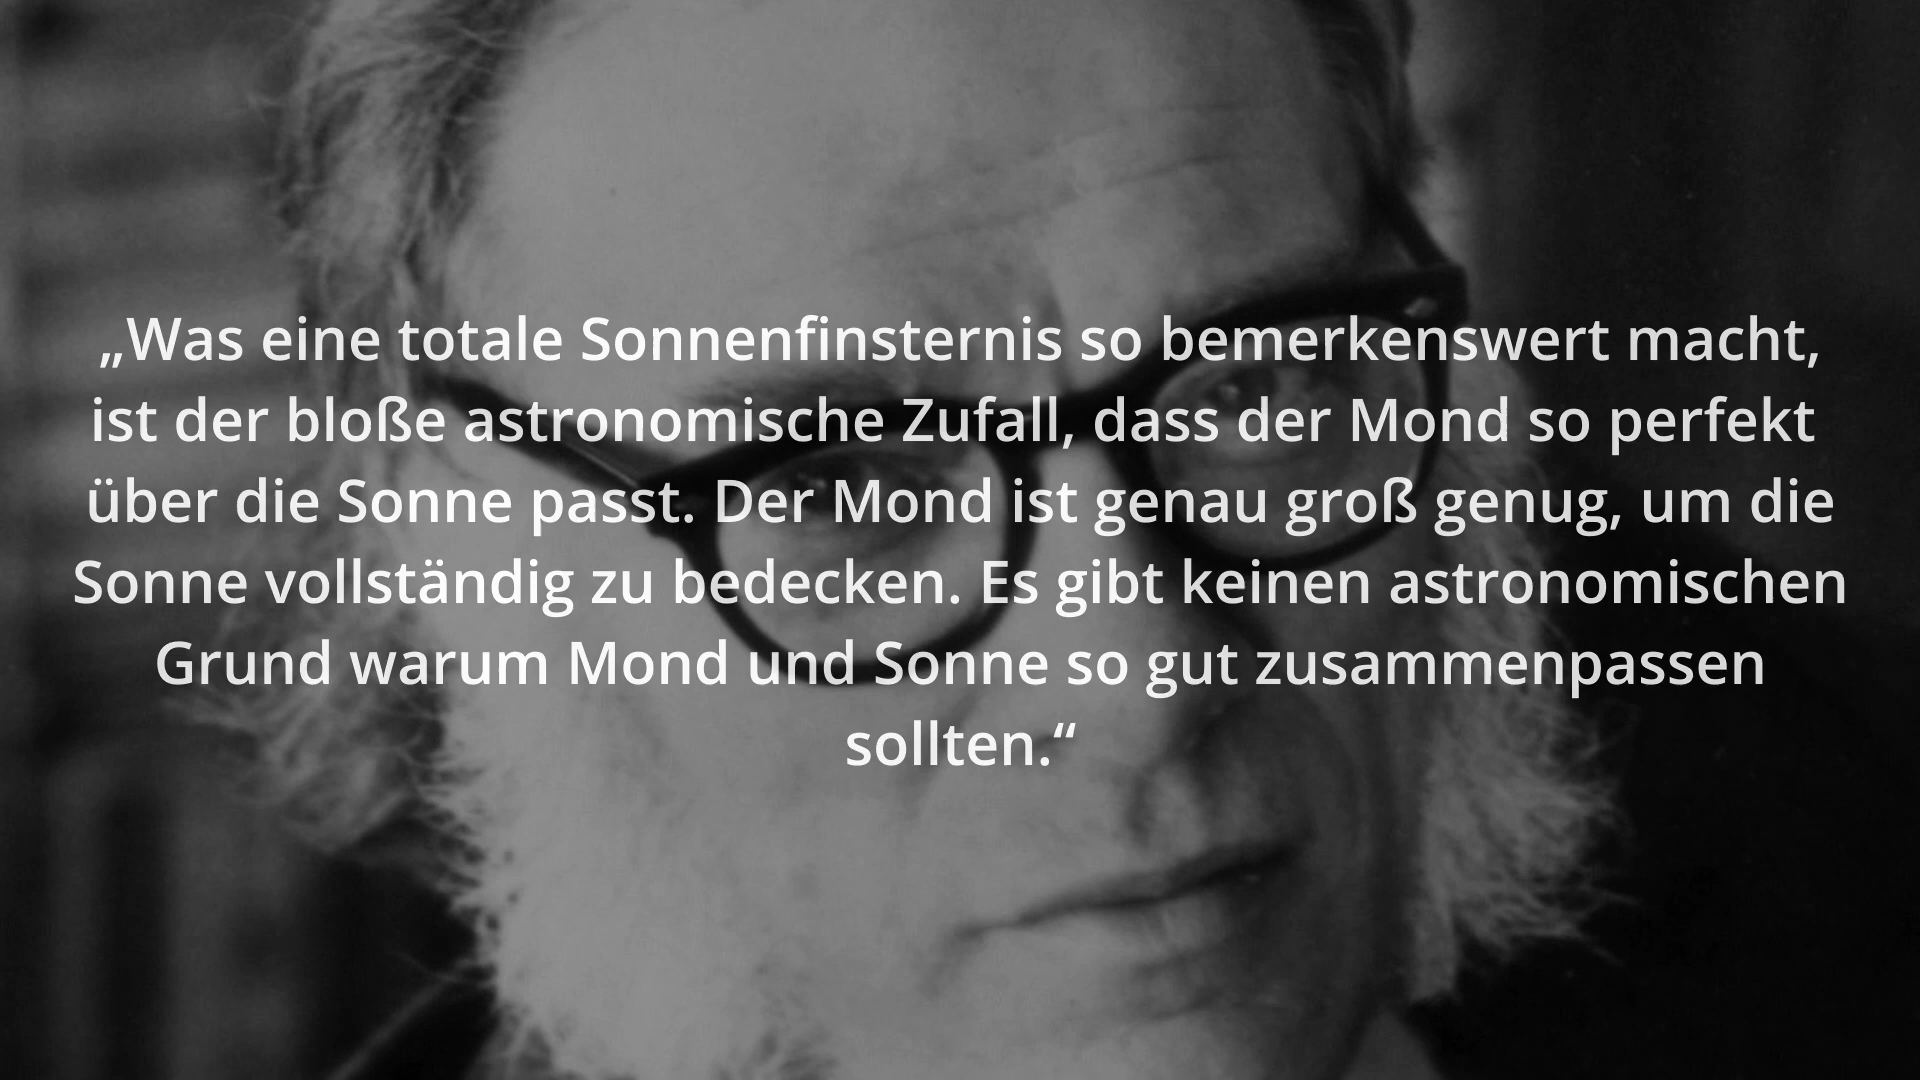 „Was eine totale Sonnenfinsternis so bemerkenswert macht,
ist der bloße astronomische Zufall, dass der Mond so perfekt
über die Sonne passt. Der Mond ist genau groß genug, um die
Sonne vollständig zu bedecken. Es gibt keinen astronomischen
Grund warum Mond und Sonne so gut zusammenpassen
sollten.“